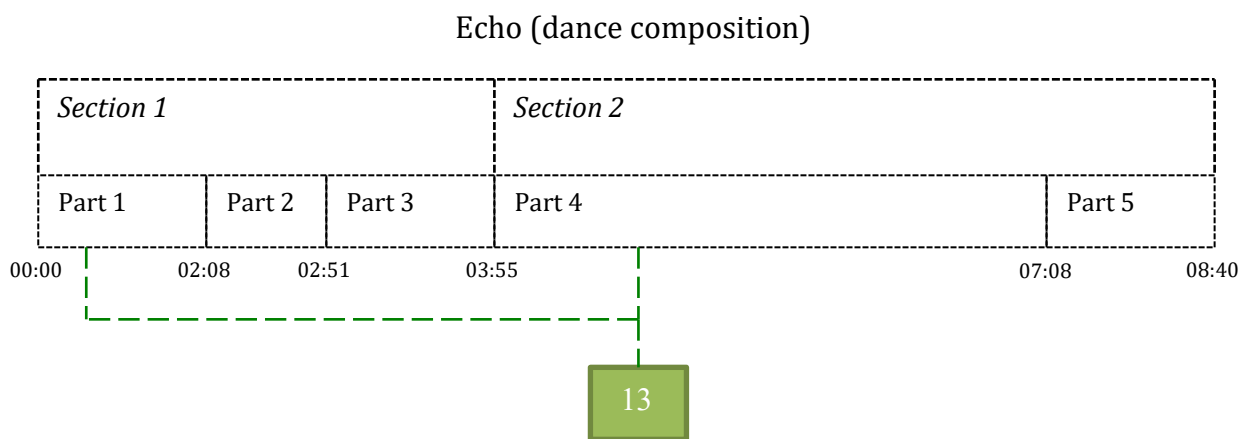 Echo (dance composition)
Section 1 Section 2
Part 1 Part 2 Part 3 Part 4 Part 5
00:00 02:08 02:51 03:55 07:08 08:40
13